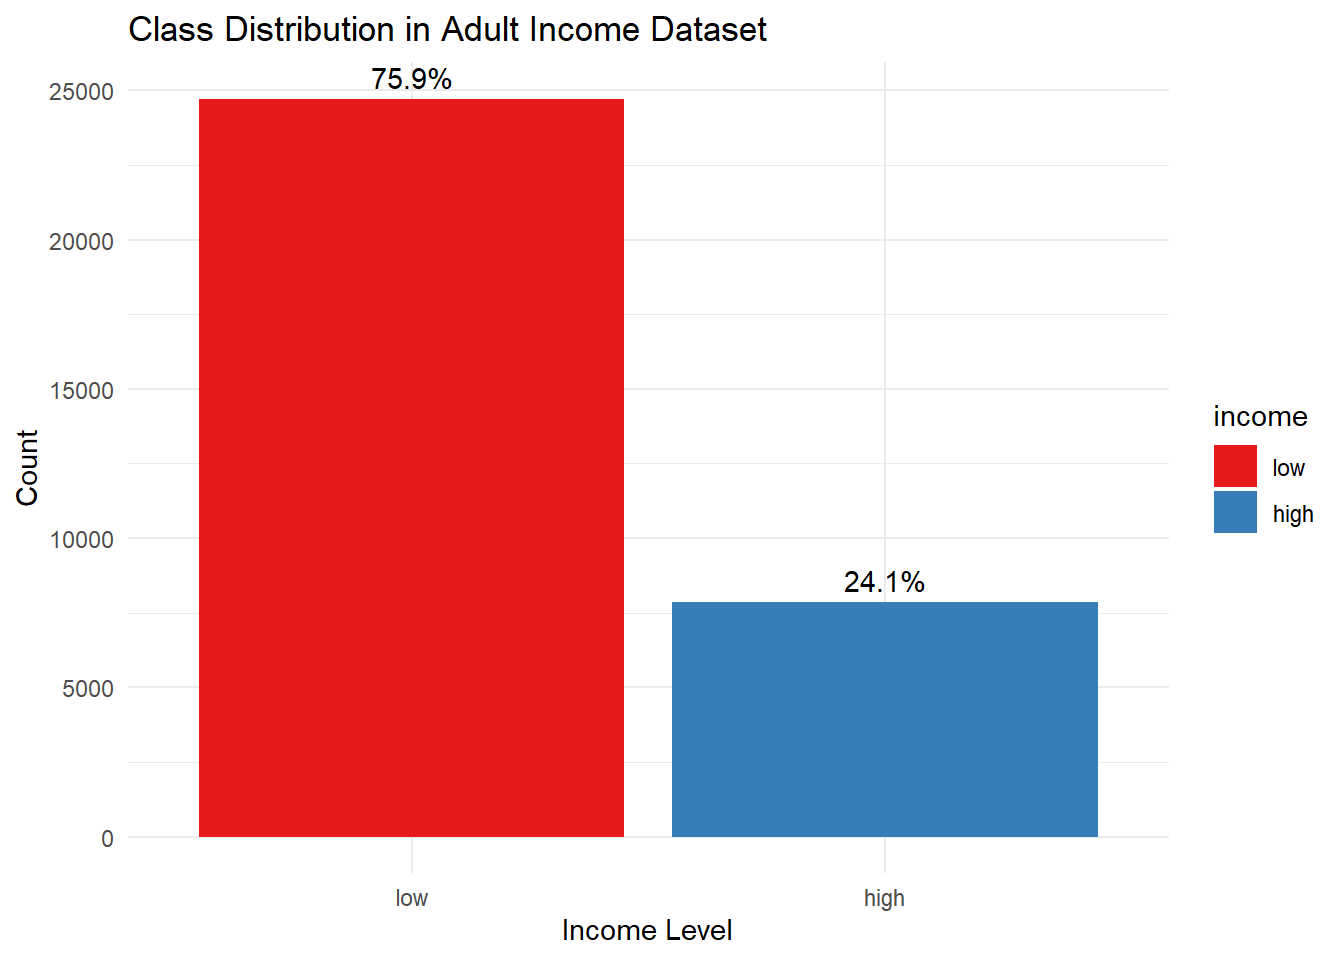 Class Distribution in Adult Income Dataset
75.9%
25000
20000
15000
10000
5000
0
Count
24.1%
low
high
Income Level
income
low
high